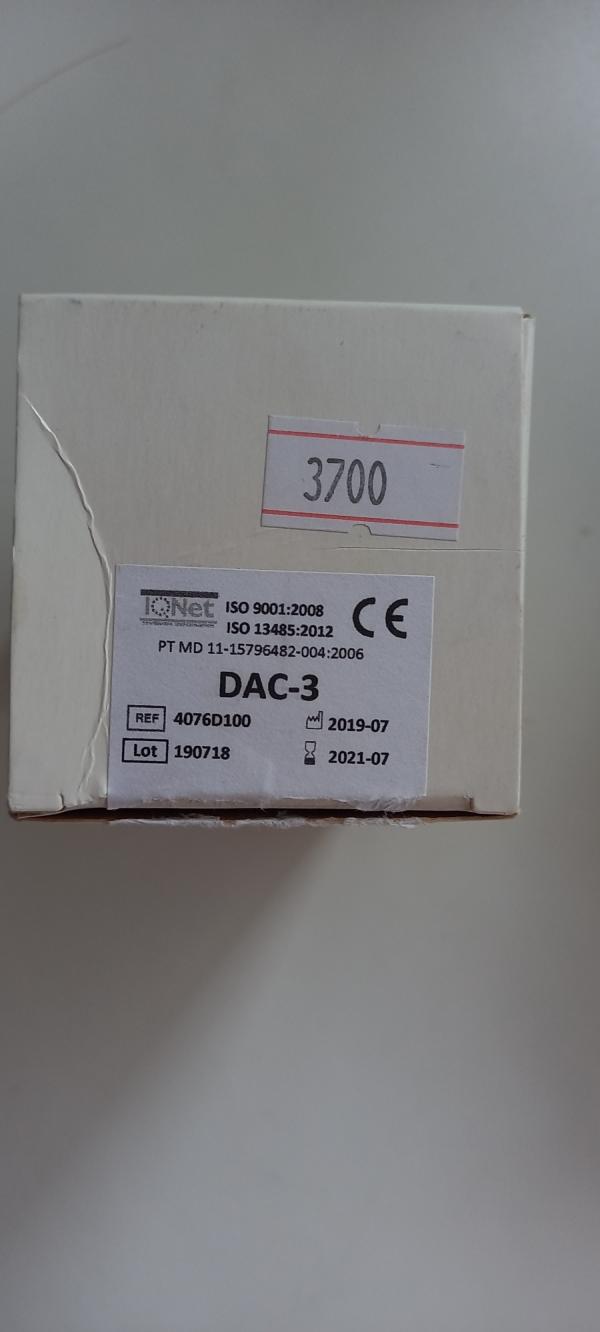 3700
IQNet
ISO 9001:2008
ISO 13485:2012
CE
PT MD 11-15796482-004:2006
DAC-3
REF 4076D100 2019-07
Lot 190718 2021-07